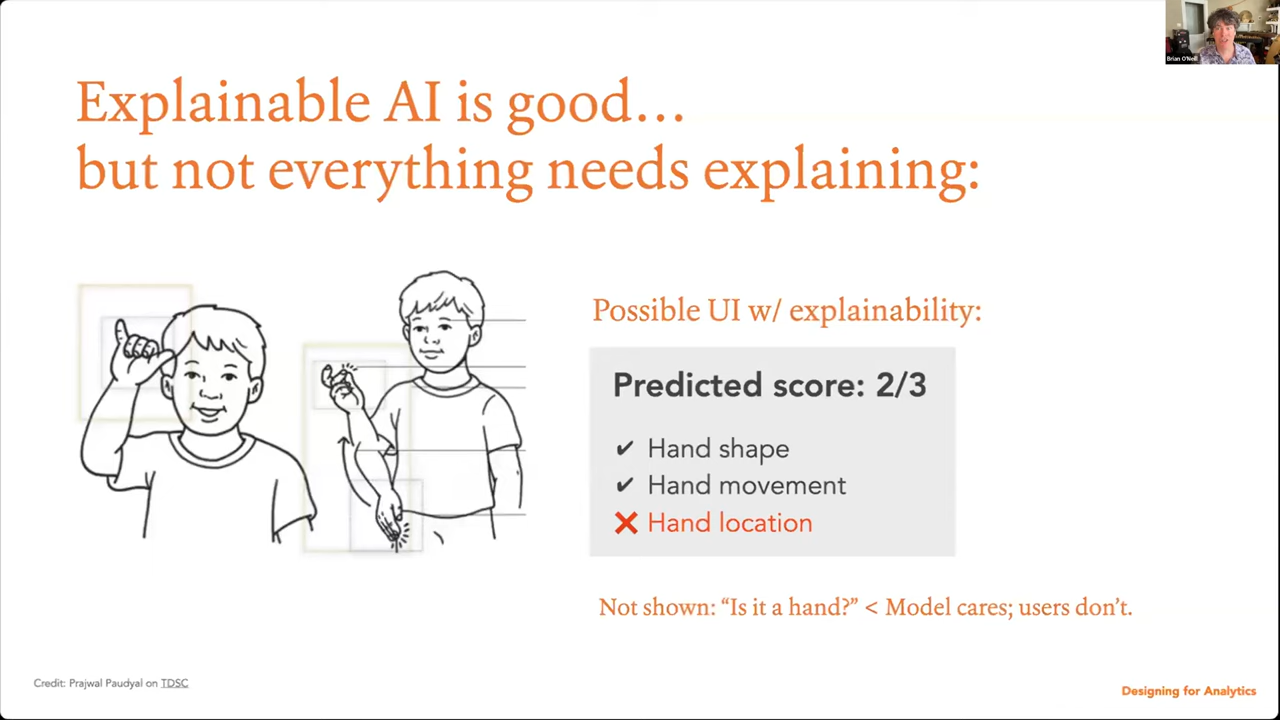 Brian O'Neill
Explainable AI is good…
but not everything needs explaining:
Possible UI w/ explainability:
Predicted score: 2/3
✔ Hand shape
✔ Hand movement
❌ Hand location
Not shown: “Is it a hand?” < Model cares; users don’t.
Credit: Prajwal Paudyal on TDSC
Designing for Analytics